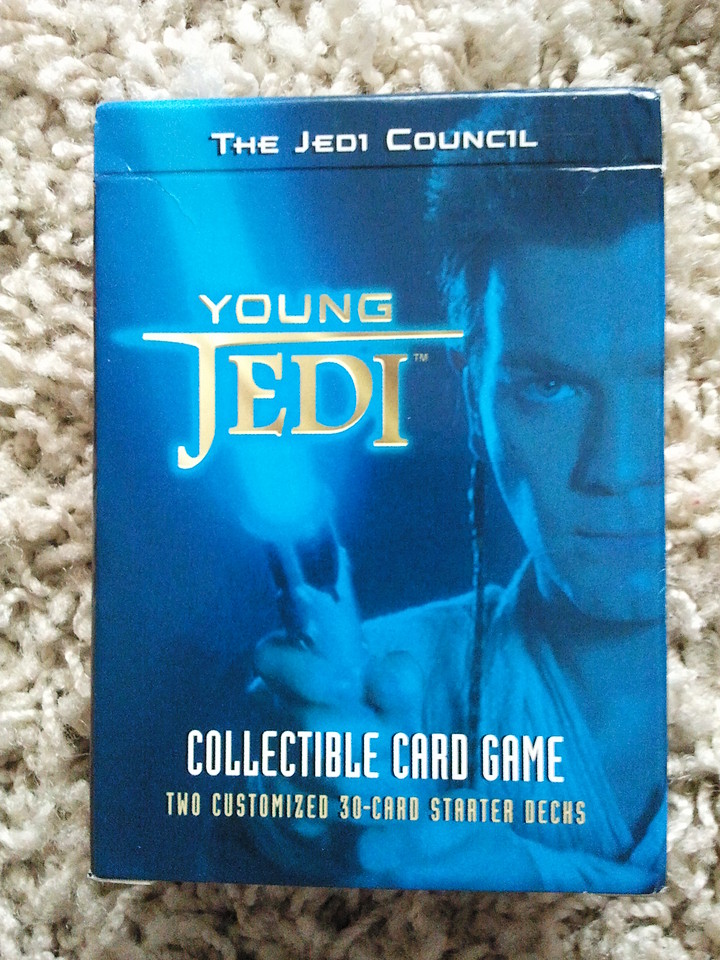 THE JEDI COUNCIL
YOUNG
JEDI™
COLLECTIBLE CARD GAME
TWO CUSTOMIZED 30-CARD STARTER DECKS